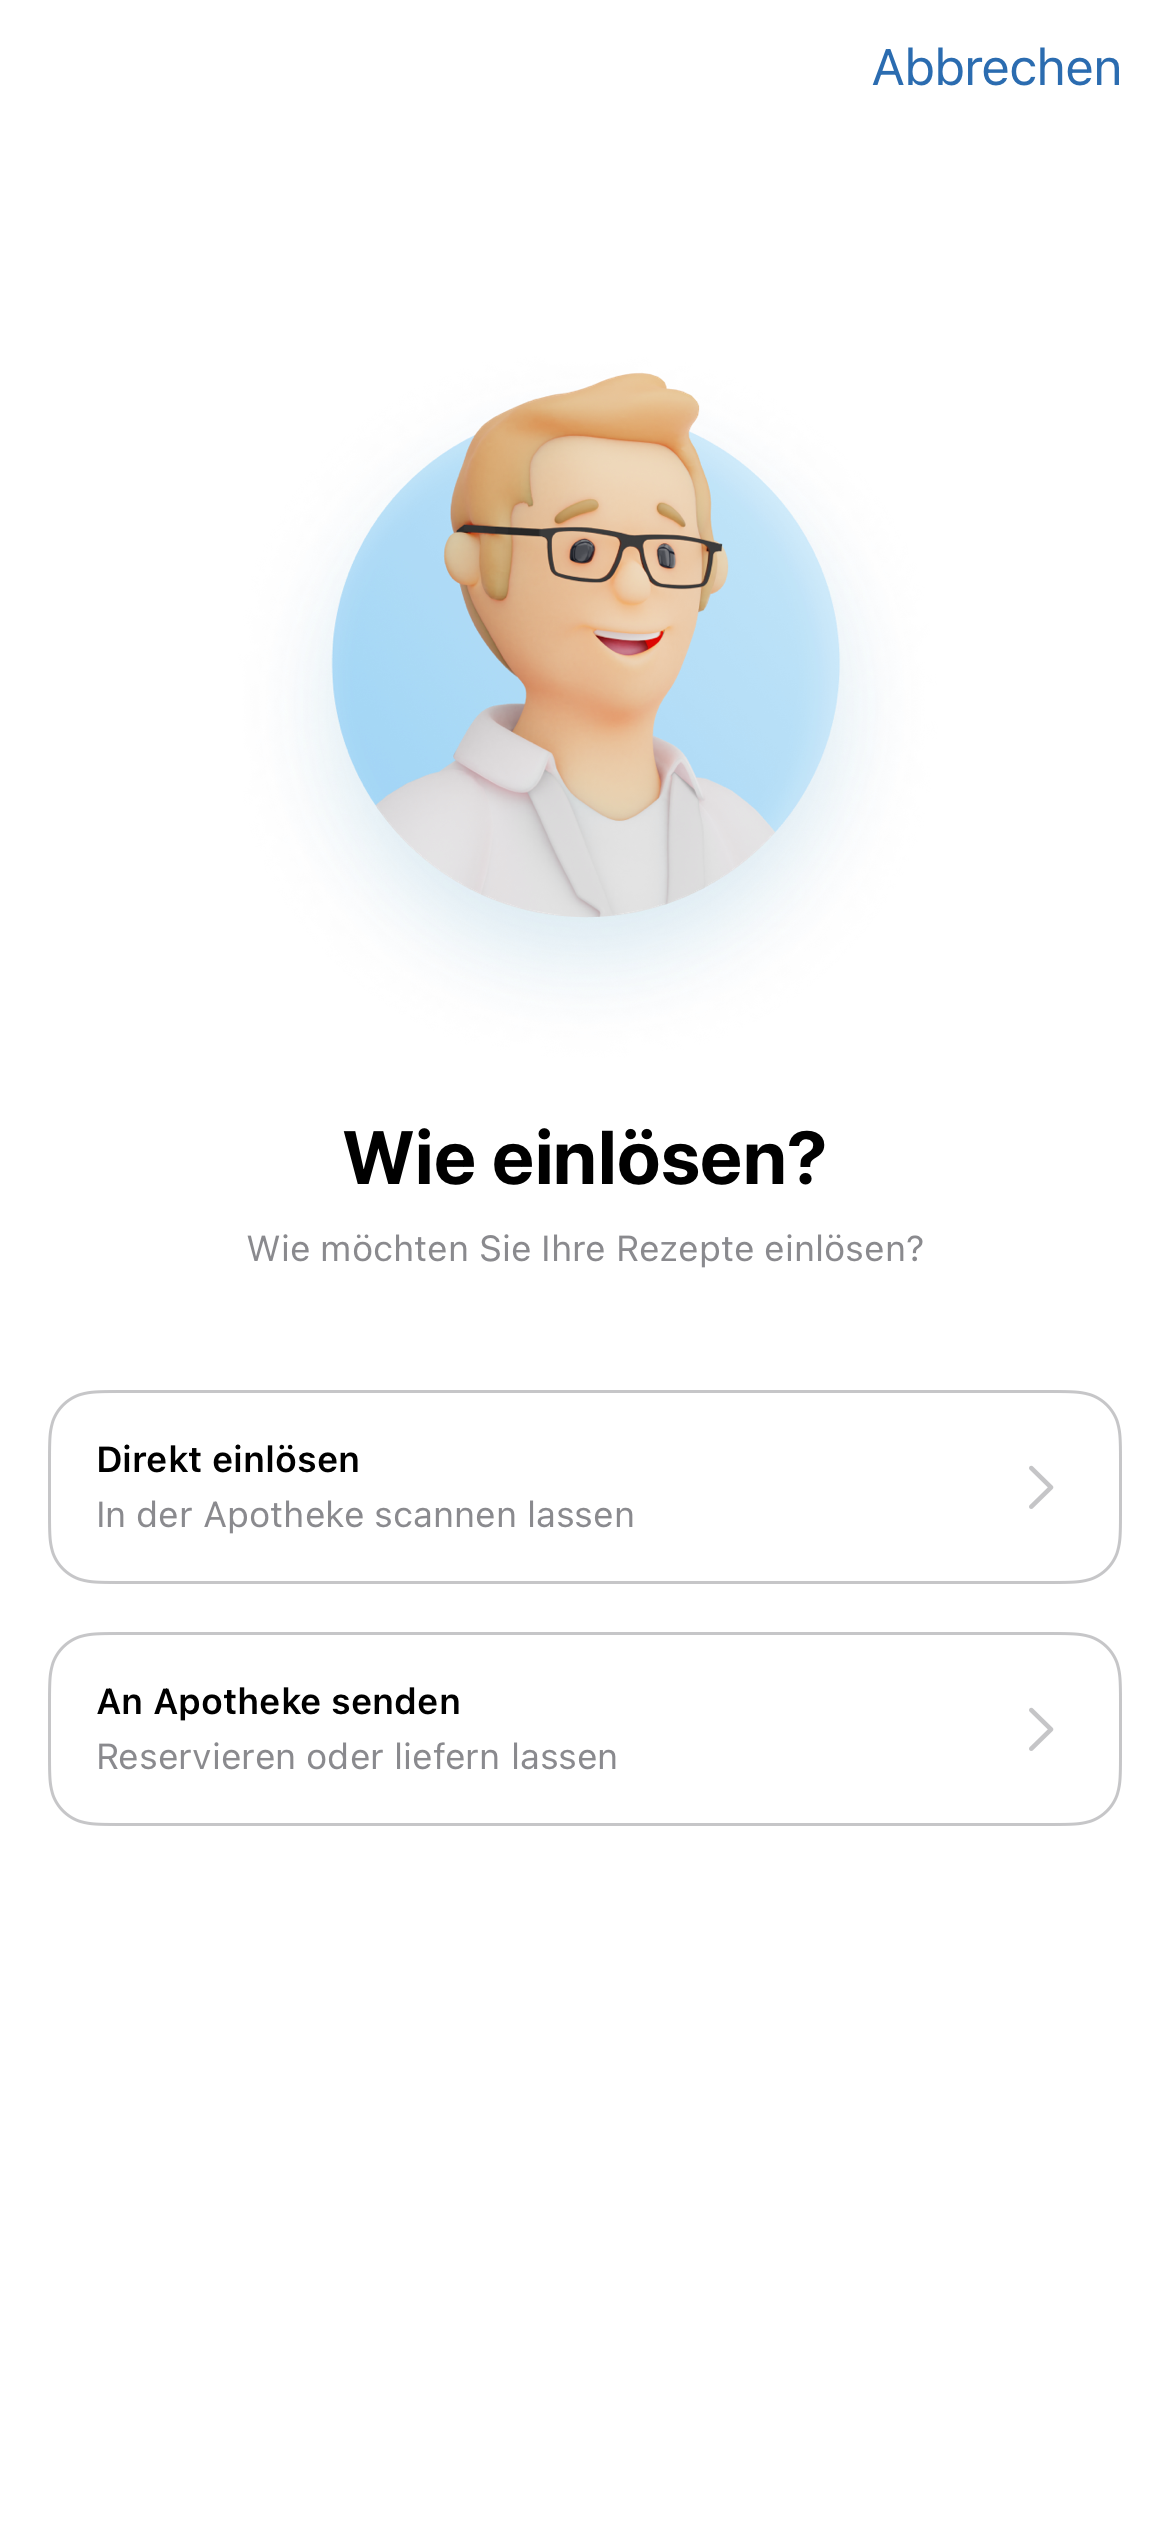 Abbrechen
Wie einlösen?
Wie möchten Sie Ihre Rezepte einlösen?
Direkt einlösen
In der Apotheke scannen lassen
An Apotheke senden
Reservieren oder liefern lassen